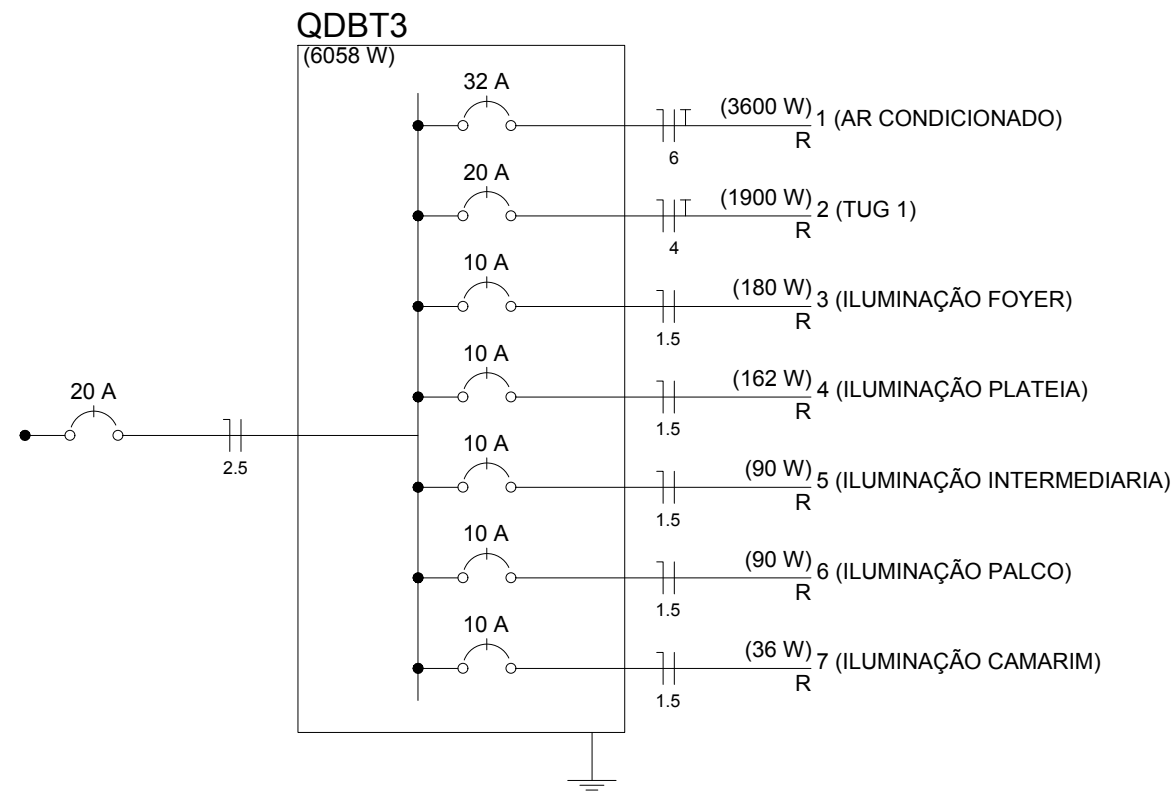 QDBT3
(6058 W)
32 A
(3600 W)
1 (AR CONDICIONADO)
R
6
20 A
(1900 W)
2 (TUG 1)
R
4
10 A
(180 W)
3 (ILUMINAÇÃO FOYER)
R
1.5
10 A
(162 W)
4 (ILUMINAÇÃO PLATEIA)
R
1.5
20 A
2.5
10 A
(90 W)
5 (ILUMINAÇÃO INTERMEDIARIA)
R
1.5
10 A
(90 W)
6 (ILUMINAÇÃO PALCO)
R
1.5
10 A
(36 W)
7 (ILUMINAÇÃO CAMARIM)
R
1.5